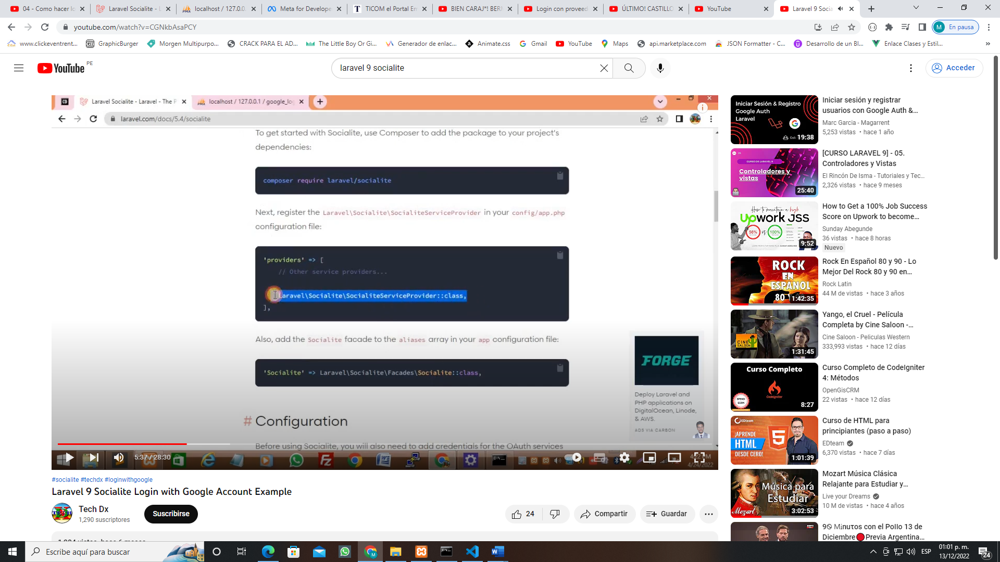 04 - Como hacer lo
Laravel Socialite - L
localhost / 127.0.0.
Meta for Develope
TICOM el Portal Em
BIEN CARAJ*! BERN
Login con proveed
ÚLTIMO! CASTILLO
YouTube
Laravel 9 Socia
youtube.com/watch?v=CGNkbAsaPCY
M En pausa
www.clickeventrent...
GraphicBurger
Morgen Multipurpo...
CRACK PARA EL AD...
The Little Boy Or Gi...
Generador de enlac...
Animate.css
Gmail
YouTube
Maps
api.marketplace.com
JSON Formatter - C...
Desarrollo de un Bl...
Enlace Clases y Estil...
»
YouTube PE
laravel 9 socialite
Acceder
CD
Laravel Socialite - Laravel - The P
localhost / 127.0.0.1 / google_log
laravel.com/docs/5.4/socialite
To get started with Socialite, use Composer to add the package to your project's
dependencies:
composer require laravel/socialite
Next, register the Laravel\Socialite\SocialiteServiceProvider in your config/app.php
configuration file:
'providers' => [
// Other service providers...
Laravel\Socialite\SocialiteServiceProvider::class,
],
Also, add the Socialite facade to the aliases array in your app configuration file:
'Socialite' => Laravel\Socialite\Facades\Socialite::class,
FORGE
Deploy Laravel and
PHP applications on
DigitalOcean, Linode,
& AWS.
ADS VIA CARBON
# Configuration
Before using Socialite, you will also need to add credentials for the OAuth services
5:37 / 28:30
4/24/2022
#socialite #techdx #loginwithgoogle
Laravel 9 Socialite Login with Google Account Example
Tech Dx
1,290 suscriptores
Suscribirse
24
Compartir
Guardar
Iniciar Sesión & Registro
Google Auth
Laravel
19:38
Iniciar sesión y registrar
usuarios con Google Auth &...
Marc Garcia - Magarrent
5,253 vistas • hace 1 año
CURSO DE LARAVEL 9
Controladores y
vistas
25:40
[CURSO LARAVEL 9] - 05.
Controladores y Vistas
El Rincón De Isma - Tutoriales y Tec...
2,326 vistas • hace 9 meses
How to maintain a high
Upwork JSS
56% vs 100%
9:52
How to Get a 100% Job Success
Score on Upwork to become...
Sunday Abegunde
36 vistas • hace 8 horas
Nuevo
ROCK
EN
ESPAÑOL
80 Y
1:42:35
Rock En Español 80 y 90 - Lo
Mejor Del Rock 80 y 90 en...
Rock Latin
44 M de vistas • hace 3 años
CINE
SALOON
1:31:45
Yango, el Cruel - Película
Completa by Cine Saloon -...
Cine Saloon - Peliculas Western
333,993 vistas • hace 12 días
Curso Completo
CodeIgniter
8:27
Curso Completo de CodeIgniter
4: Métodos
OpenGisCRM
22 vistas • hace 12 días
EDteam
¡APRENDE
HTML
DESDE CERO!
5
1:01:39
Curso de HTML para
principiantes (paso a paso)
EDteam
6,370 vistas • hace 7 días
Música para
Estudiar
Mozart
3:02:53
Mozart Música Clásica
Relajante para Estudiar y...
Live your Dreams
10 M de vistas • hace 4 años
ESPN
9⦸ Minutos con el Pollo 13 de
Diciembre🔴Previa Argentina...
Escribe aquí para buscar
ESP
01:01 p. m.
13/12/2022
24